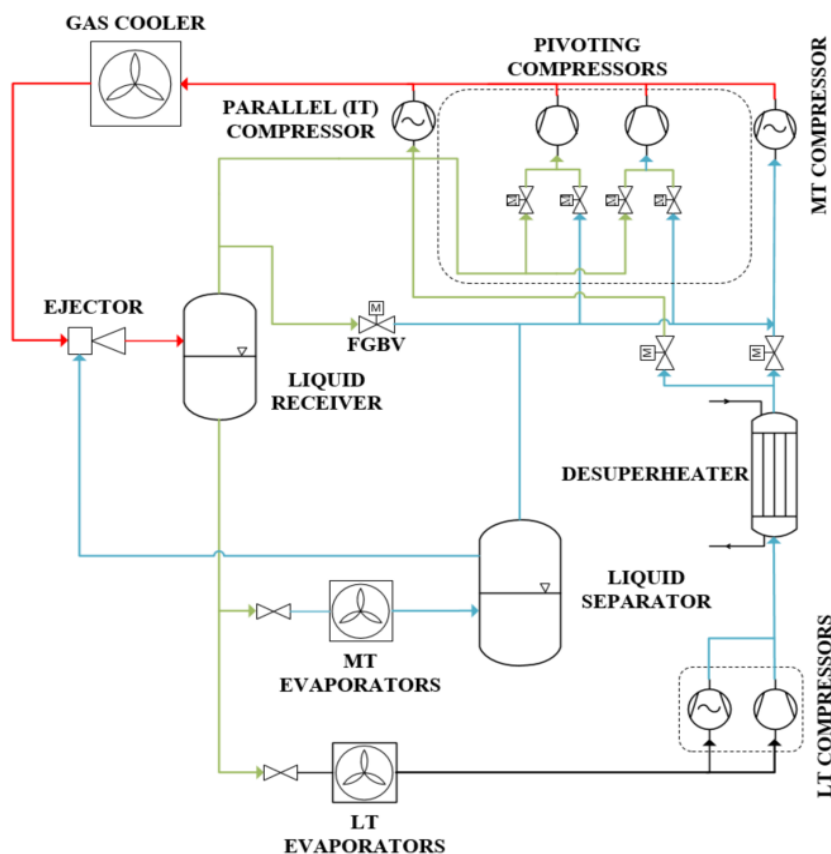 GAS COOLER
PIVOTING
COMPRESSORS
PARALLEL (IT)
COMPRESSOR
MT COMPRESSOR
M
M
M
M
EJECTOR
M
FGBV
M
M
LIQUID
RECEIVER
DESUPERHEATER
LIQUID
SEPARATOR
MT
EVAPORATORS
LT COMPRESSORS
LT
EVAPORATORS